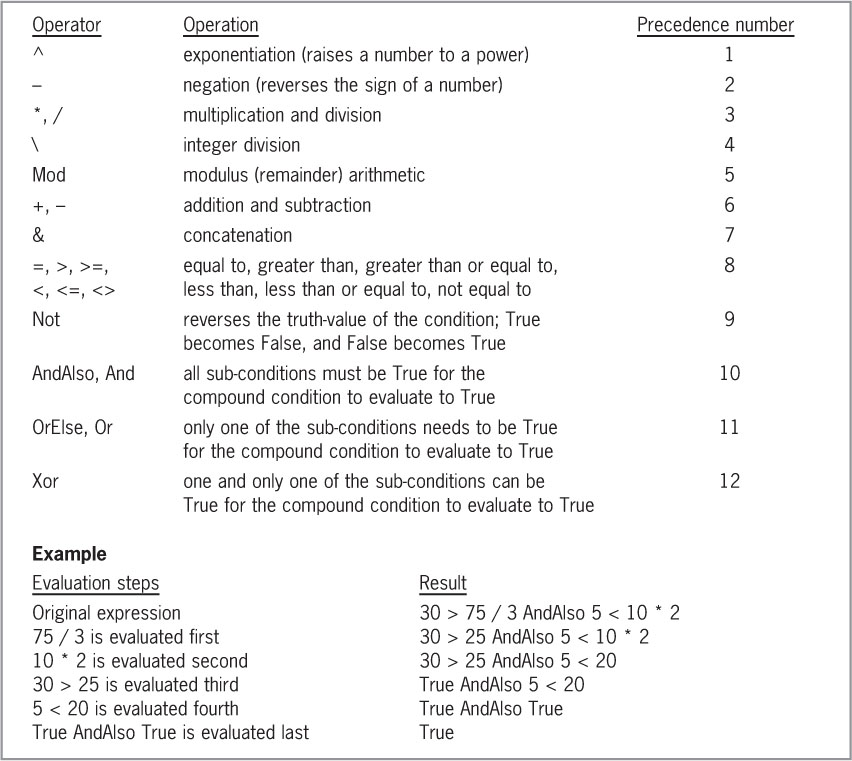 Operator Operation Precedence number
^ exponentiation (raises a number to a power) 1
– negation (reverses the sign of a number) 2
*, / multiplication and division 3
\ integer division 4
Mod modulus (remainder) arithmetic 5
+, – addition and subtraction 6
& concatenation 7
=, >, >=, equal to, greater than, greater than or equal to, 8
<, <=, <> less than, less than or equal to, not equal to
Not reverses the truth-value of the condition; True 9
becomes False, and False becomes True
AndAlso, And all sub-conditions must be True for the 10
compound condition to evaluate to True
OrElse, Or only one of the sub-conditions needs to be True 11
for the compound condition to evaluate to True
Xor one and only one of the sub-conditions can be 12
True for the compound condition to evaluate to True
Example
Evaluation steps Result
Original expression 30 > 75 / 3 AndAlso 5 < 10 * 2
75 / 3 is evaluated first 30 > 25 AndAlso 5 < 10 * 2
10 * 2 is evaluated second 30 > 25 AndAlso 5 < 20
30 > 25 is evaluated third True AndAlso 5 < 20
5 < 20 is evaluated fourth True AndAlso True
True AndAlso True is evaluated last True